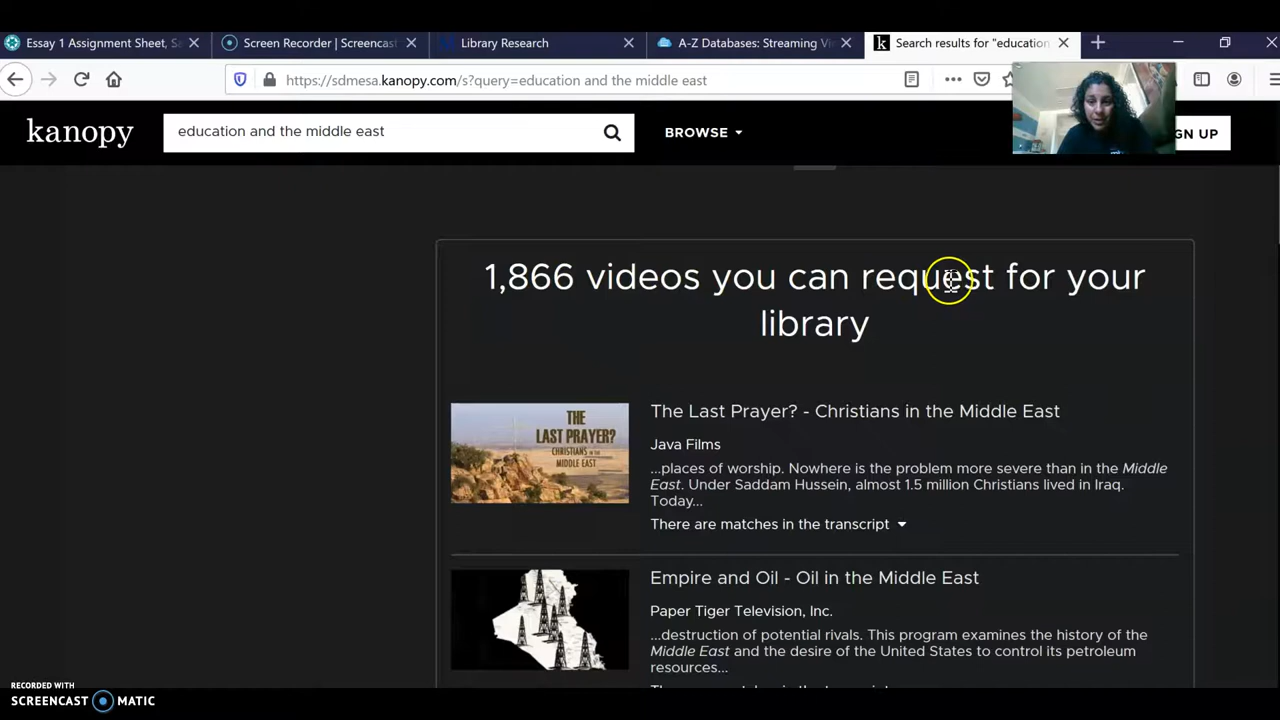 Essay 1 Assignment Sheet, Sa
Screen Recorder | Screencast
Library Research
A-Z Databases: Streaming Vi
Search results for "education
https://sdmesa.kanopy.com/s?query=education and the middle east
kanopy
education and the middle east
BROWSE
GN UP
1,866 videos you can request for your
library
THE
LAST PRAYER?
CHRISTIANS IN THE
MIDDLE EAST
The Last Prayer? - Christians in the Middle East
Java Films
...places of worship. Nowhere is the problem more severe than in the Middle
East. Under Saddam Hussein, almost 1.5 million Christians lived in Iraq.
Today...
There are matches in the transcript
Empire and Oil - Oil in the Middle East
Paper Tiger Television, Inc.
...destruction of potential rivals. This program examines the history of the
Middle East and the desire of the United States to control its petroleum
resources...
RECORDED WITH
SCREENCAST MATIC